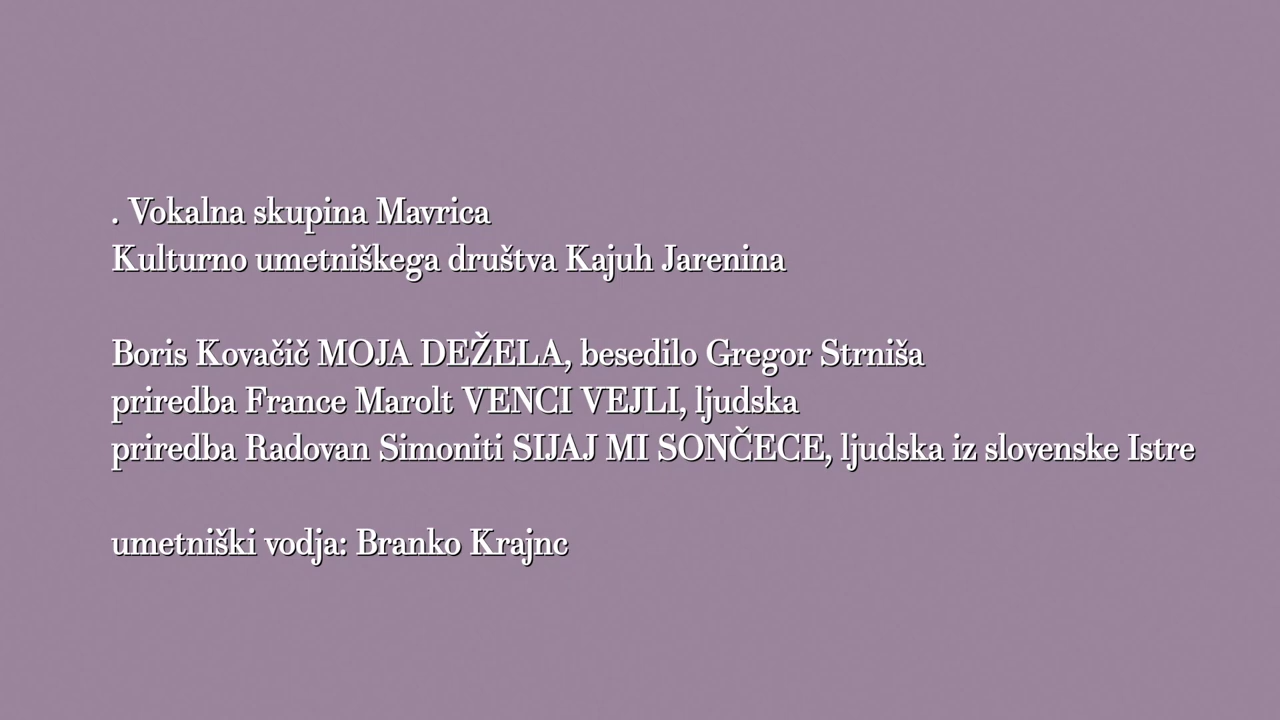 . Vokalna skupina Mavrica
Kulturno umetniškega društva Kajuh Jarenina
Boris Kovačič MOJA DEŽELA, besedilo Gregor Strniša
priredba France Marolt VENCI VEJLI, ljudska
priredba Radovan Simoniti SIJAJ MI SONČECE, ljudska iz slovenske Istre
umetniški vodja: Branko Krajnc